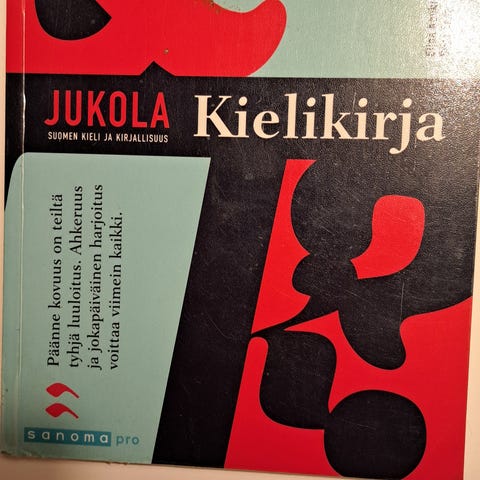 JUKOLA
SUOMEN KIELI JA KIRJALLISUUS
Kielikirja
Päänne kovuus on teiltä
tyhjä luuloitus. Ahkeruus
ja jokapäiväinen harjoitus
voittaa viimein kaikki.
”
sanoma pro